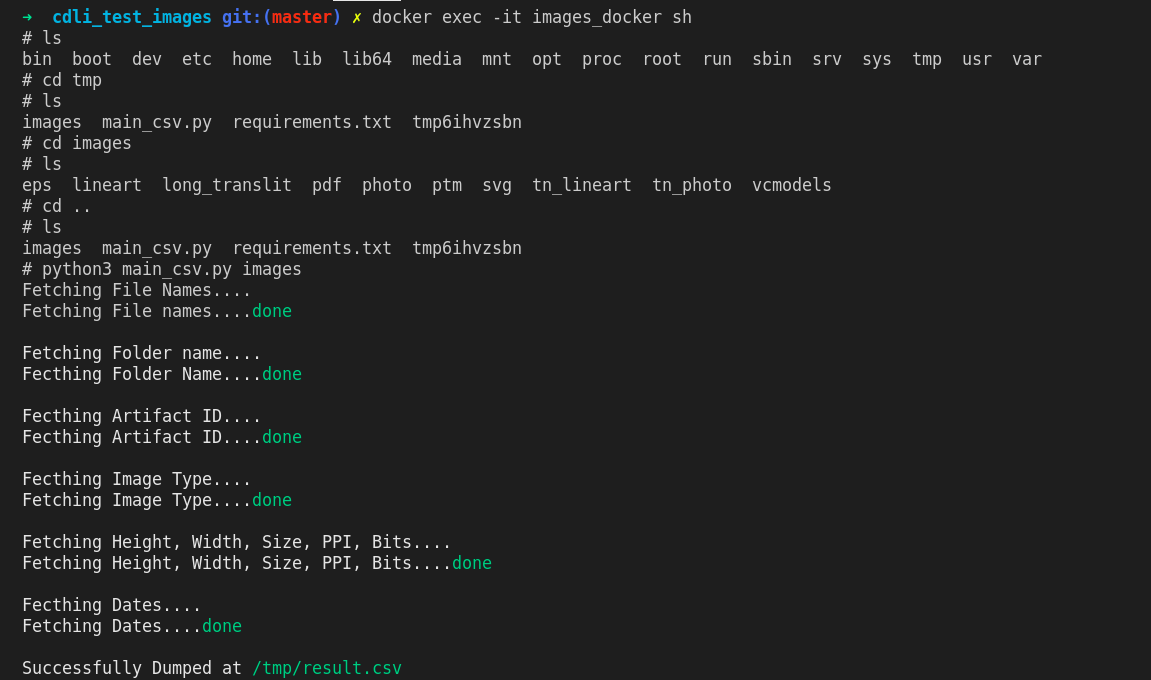 → cdli_test_images git:(master) ✗ docker exec -it images_docker sh
# ls
bin boot dev etc home lib lib64 media mnt opt proc root run sbin srv sys tmp usr var
# cd tmp
# ls
images main_csv.py requirements.txt tmp6ihvzsbn
# cd images
# ls
eps lineart long_translit pdf photo ptm svg tn_lineart tn_photo vcmodels
# cd ..
# ls
images main_csv.py requirements.txt tmp6ihvzsbn
# python3 main_csv.py images
Fetching File Names....
Fetching File names....done
Fetching Folder name....
Fecthing Folder Name....done
Fecthing Artifact ID....
Fecthing Artifact ID....done
Fecthing Image Type....
Fetching Image Type....done
Fetching Height, Width, Size, PPI, Bits....
Fetching Height, Width, Size, PPI, Bits....done
Fecthing Dates....
Fetching Dates....done
Successfully Dumped at /tmp/result.csv